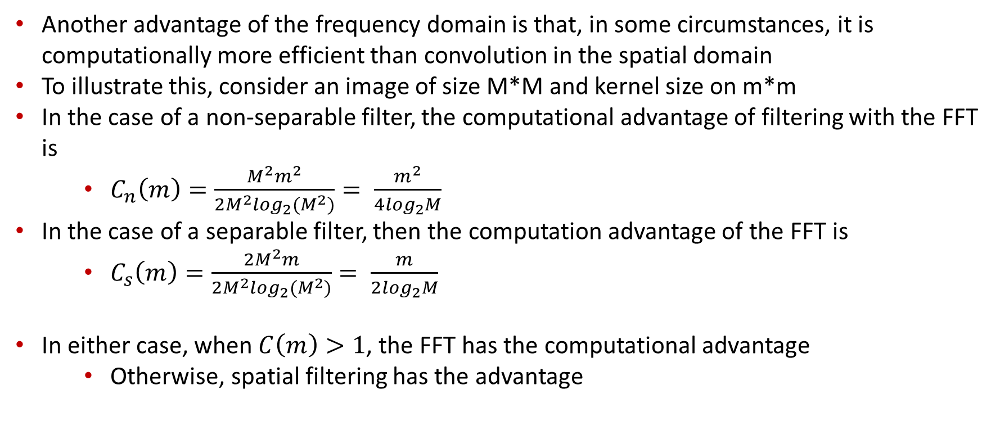 • Another advantage of the frequency domain is that, in some circumstances, it is
computationally more efficient than convolution in the spatial domain
• To illustrate this, consider an image of size M*M and kernel size on m*m
• In the case of a non-separable filter, the computational advantage of filtering with the FFT
is
• $C_n(m) = \frac{M^2m^2}{2M^2log_2(M^2)} = \frac{m^2}{4log_2M}$
• In the case of a separable filter, then the computation advantage of the FFT is
• $C_s(m) = \frac{2M^2m}{2M^2log_2(M^2)} = \frac{m}{2log_2M}$
• In either case, when $C(m) > 1$, the FFT has the computational advantage
• Otherwise, spatial filtering has the advantage